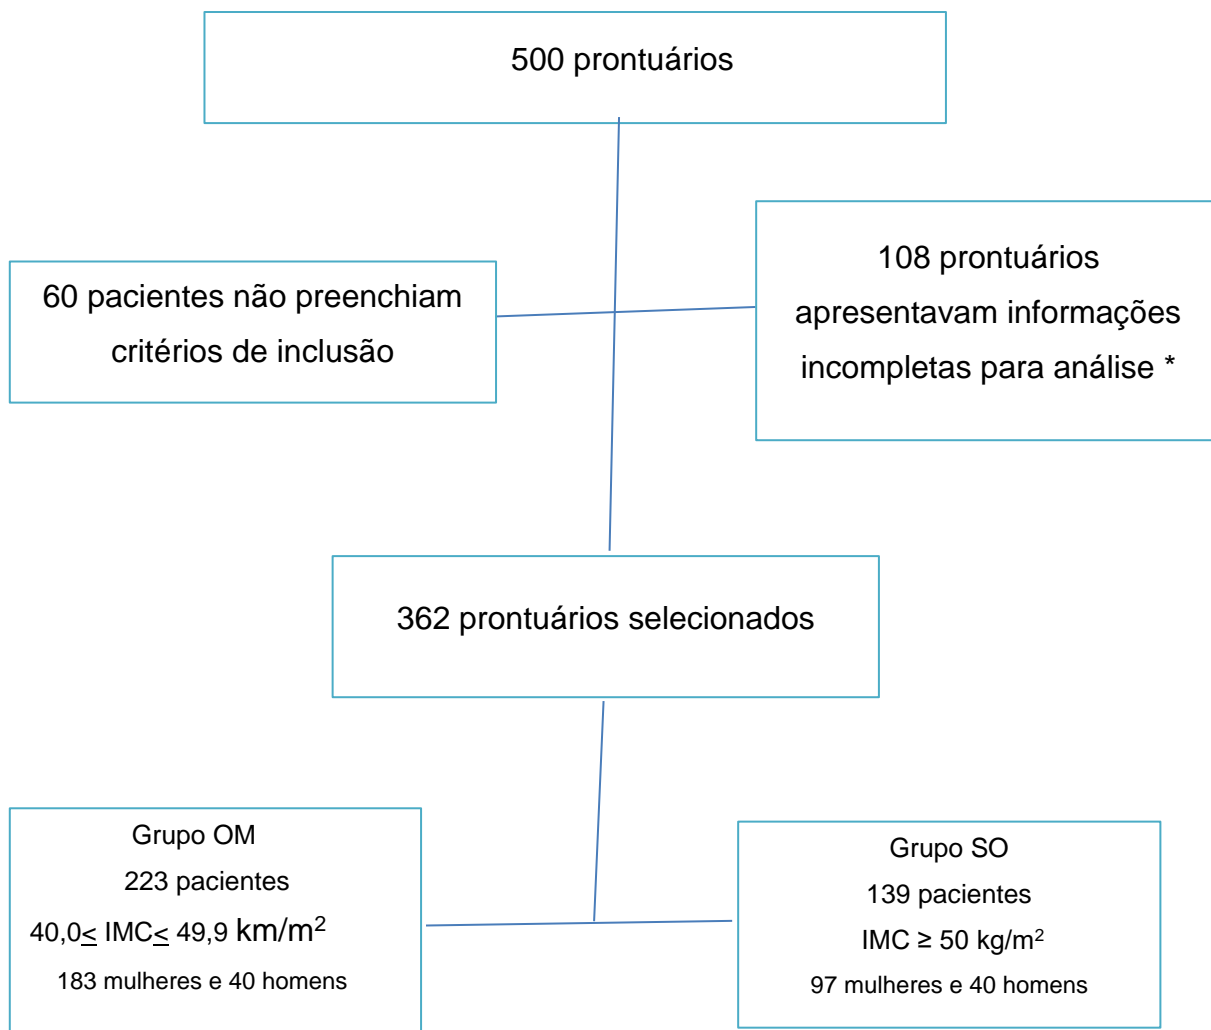 500 prontuários
60 pacientes não preenchiam
critérios de inclusão
108 prontuários
apresentavam informações
incompletas para análise *
362 prontuários selecionados
Grupo OM
223 pacientes
40,0≤ IMC≤ 49,9 km/m²
183 mulheres e 40 homens
Grupo SO
139 pacientes
IMC ≥ 50 kg/m²
97 mulheres e 40 homens